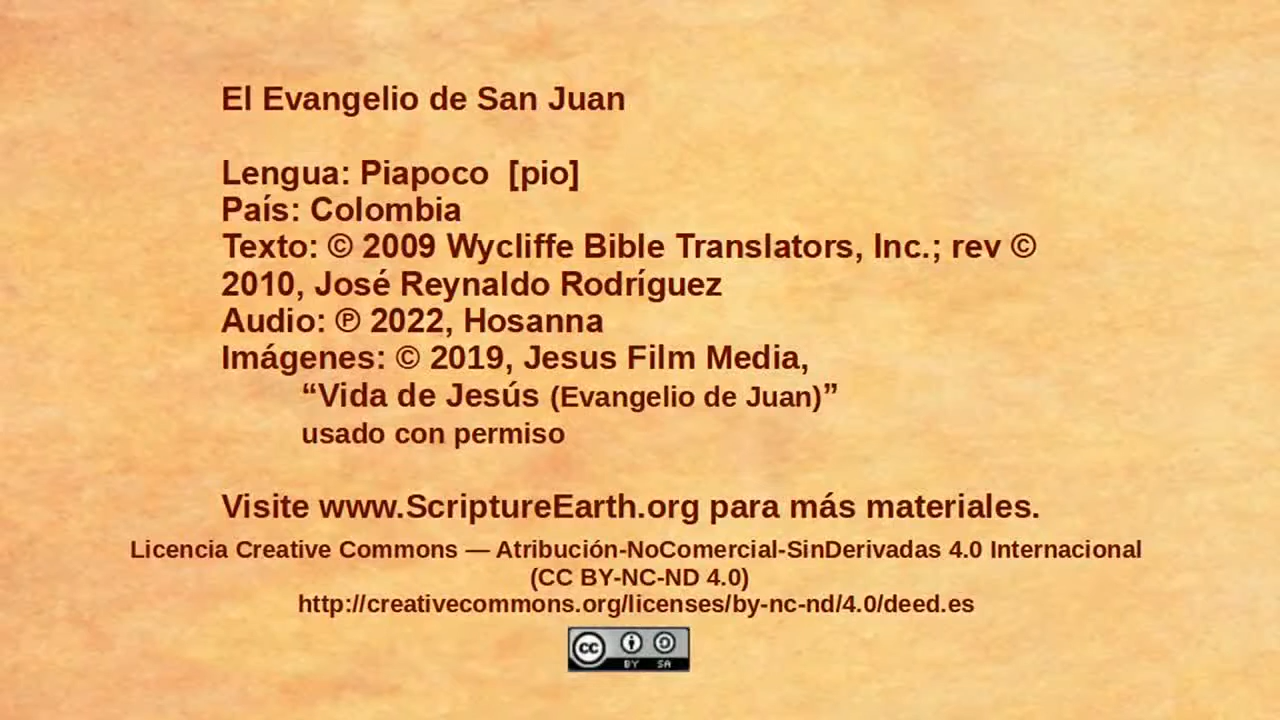 El Evangelio de San Juan
Lengua: Piapoco [pio]
País: Colombia
Texto: © 2009 Wycliffe Bible Translators, Inc.; rev ©
2010, José Reynaldo Rodríguez
Audio: ℗ 2022, Hosanna
Imágenes: © 2019, Jesus Film Media,
“Vida de Jesús (Evangelio de Juan)”
usado con permiso
Visite www.ScriptureEarth.org para más materiales.
Licencia Creative Commons — Atribución-NoComercial-SinDerivadas 4.0 Internacional
(CC BY-NC-ND 4.0)
http://creativecommons.org/licenses/by-nc-nd/4.0/deed.es
cc
BY SA